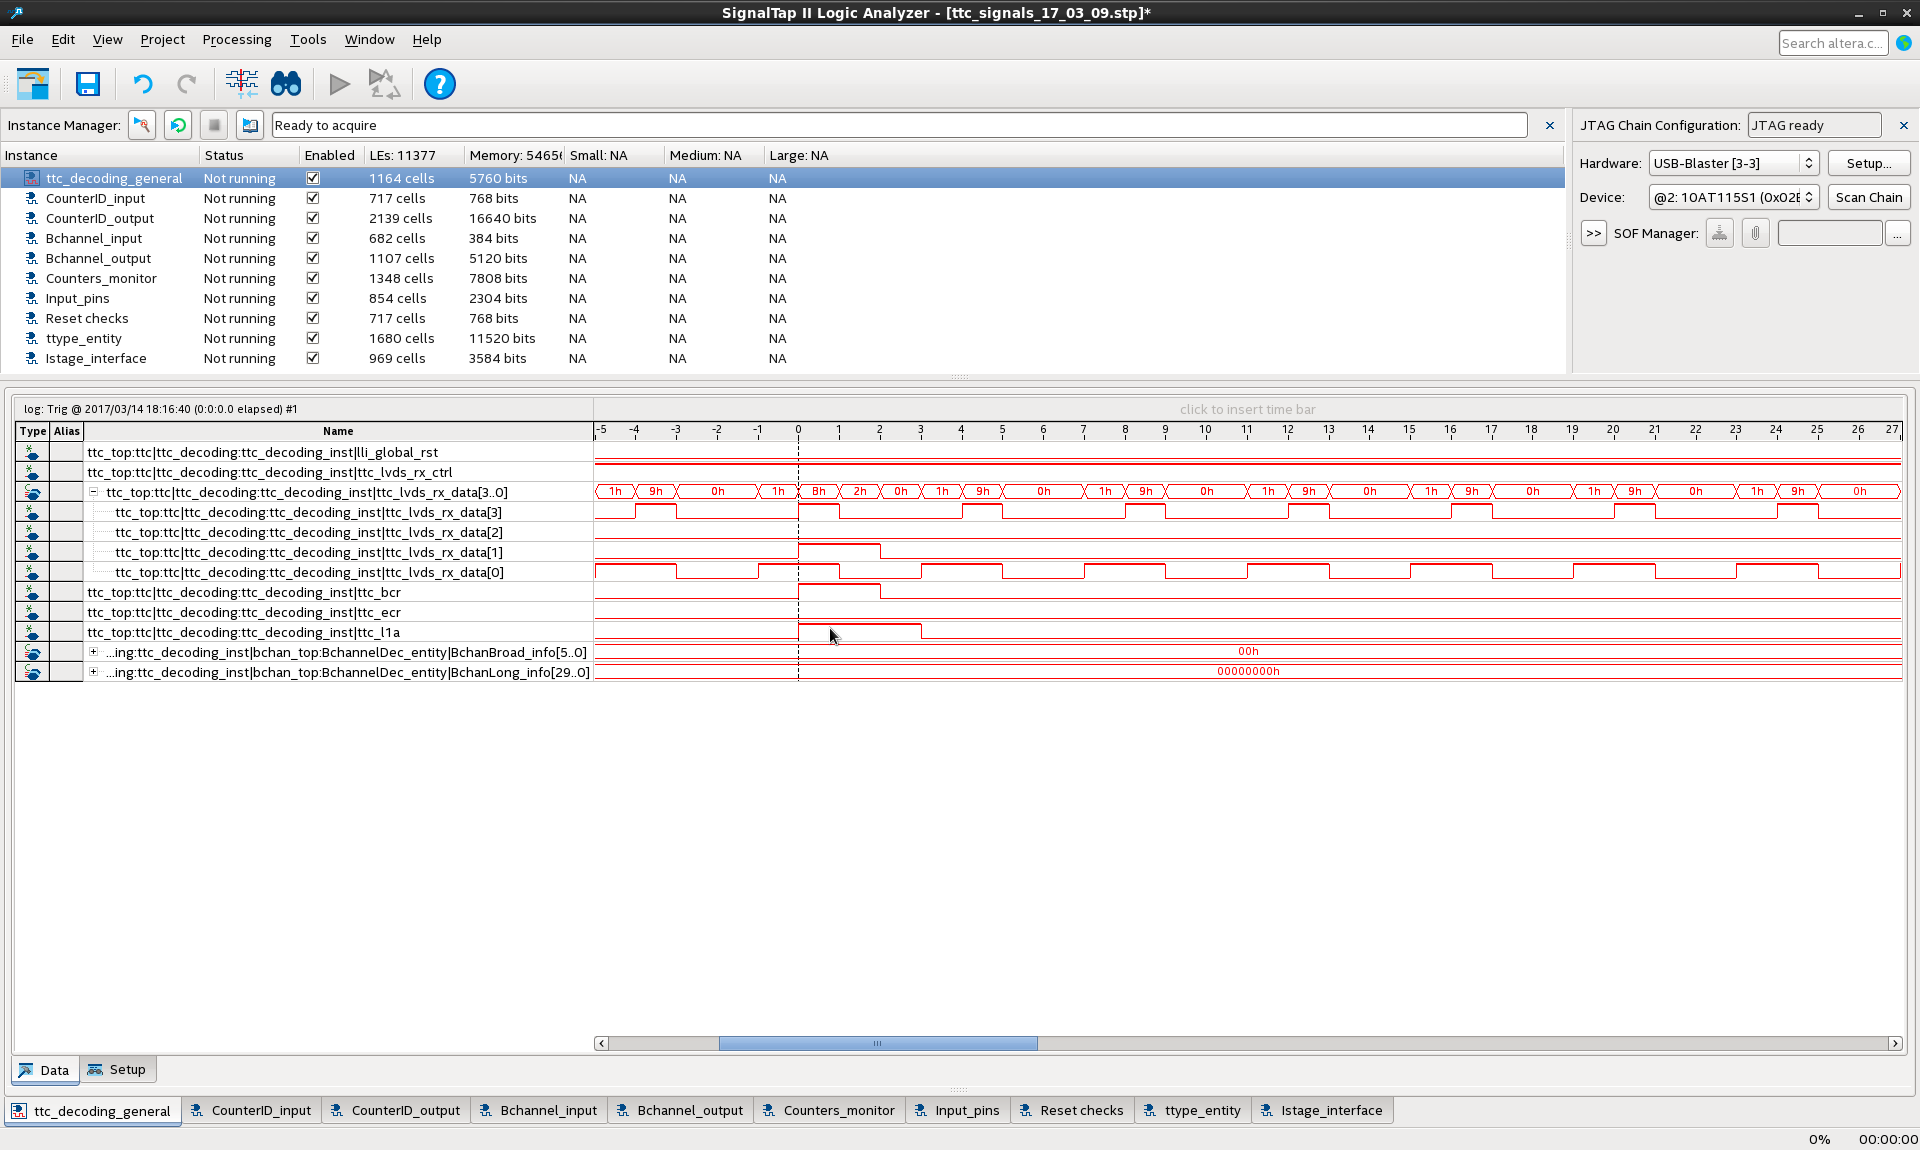 SignalTap II Logic Analyzer - [ttc_signals_17_03_09.stp]*
File Edit View Project Processing Tools Window Help
Search altera.c...
Instance Manager: Ready to acquire
JTAG Chain Configuration: JTAG ready
Instance Status Enabled LEs: 11377 Memory: 5465 Small: NA Medium: NA Large: NA
ttc_decoding_general Not running 1164 cells 5760 bits NA NA NA
CounterID_input Not running 717 cells 768 bits NA NA NA
CounterID_output Not running 2139 cells 16640 bits NA NA NA
Bchannel_input Not running 682 cells 384 bits NA NA NA
Bchannel_output Not running 1107 cells 5120 bits NA NA NA
Counters_monitor Not running 1348 cells 7808 bits NA NA NA
Input_pins Not running 854 cells 2304 bits NA NA NA
Reset checks Not running 717 cells 768 bits NA NA NA
ttype_entity Not running 1680 cells 11520 bits NA NA NA
Istage_interface Not running 969 cells 3584 bits NA NA NA
Hardware: USB-Blaster [3-3] Setup...
Device: @2: 10AT115S1 (0x02E Scan Chain
>> SOF Manager: ...
log: Trig @ 2017/03/14 18:16:40 (0:0:0.0 elapsed) #1
click to insert time bar
Type Alias Name -5 -4 -3 -2 -1 0 1 2 3 4 5 6 7 8 9 10 11 12 13 14 15 16 17 18 19 20 21 22 23 24 25 26 27
ttc_top:ttc|ttc_decoding:ttc_decoding_inst|lli_global_rst
ttc_top:ttc|ttc_decoding:ttc_decoding_inst|ttc_lvds_rx_ctrl
ttc_top:ttc|ttc_decoding:ttc_decoding_inst|ttc_lvds_rx_data[3..0] 1h 9h 0h 1h Bh 2h 0h 1h 9h 0h 1h 9h 0h 1h 9h 0h 1h 9h 0h 1h 9h 0h 1h 9h 0h
ttc_top:ttc|ttc_decoding:ttc_decoding_inst|ttc_lvds_rx_data[3]
ttc_top:ttc|ttc_decoding:ttc_decoding_inst|ttc_lvds_rx_data[2]
ttc_top:ttc|ttc_decoding:ttc_decoding_inst|ttc_lvds_rx_data[1]
ttc_top:ttc|ttc_decoding:ttc_decoding_inst|ttc_lvds_rx_data[0]
ttc_top:ttc|ttc_decoding:ttc_decoding_inst|ttc_bcr
ttc_top:ttc|ttc_decoding:ttc_decoding_inst|ttc_ecr
ttc_top:ttc|ttc_decoding:ttc_decoding_inst|ttc_l1a
...ing:ttc_decoding_inst|bchan_top:BchannelDec_entity|BchanBroad_info[5..0] 00h
...ing:ttc_decoding_inst|bchan_top:BchannelDec_entity|BchanLong_info[29..0] 00000000h
Data Setup
ttc_decoding_general CounterID_input CounterID_output Bchannel_input Bchannel_output Counters_monitor Input_pins Reset checks ttype_entity Istage_interface
0% 00:00:00